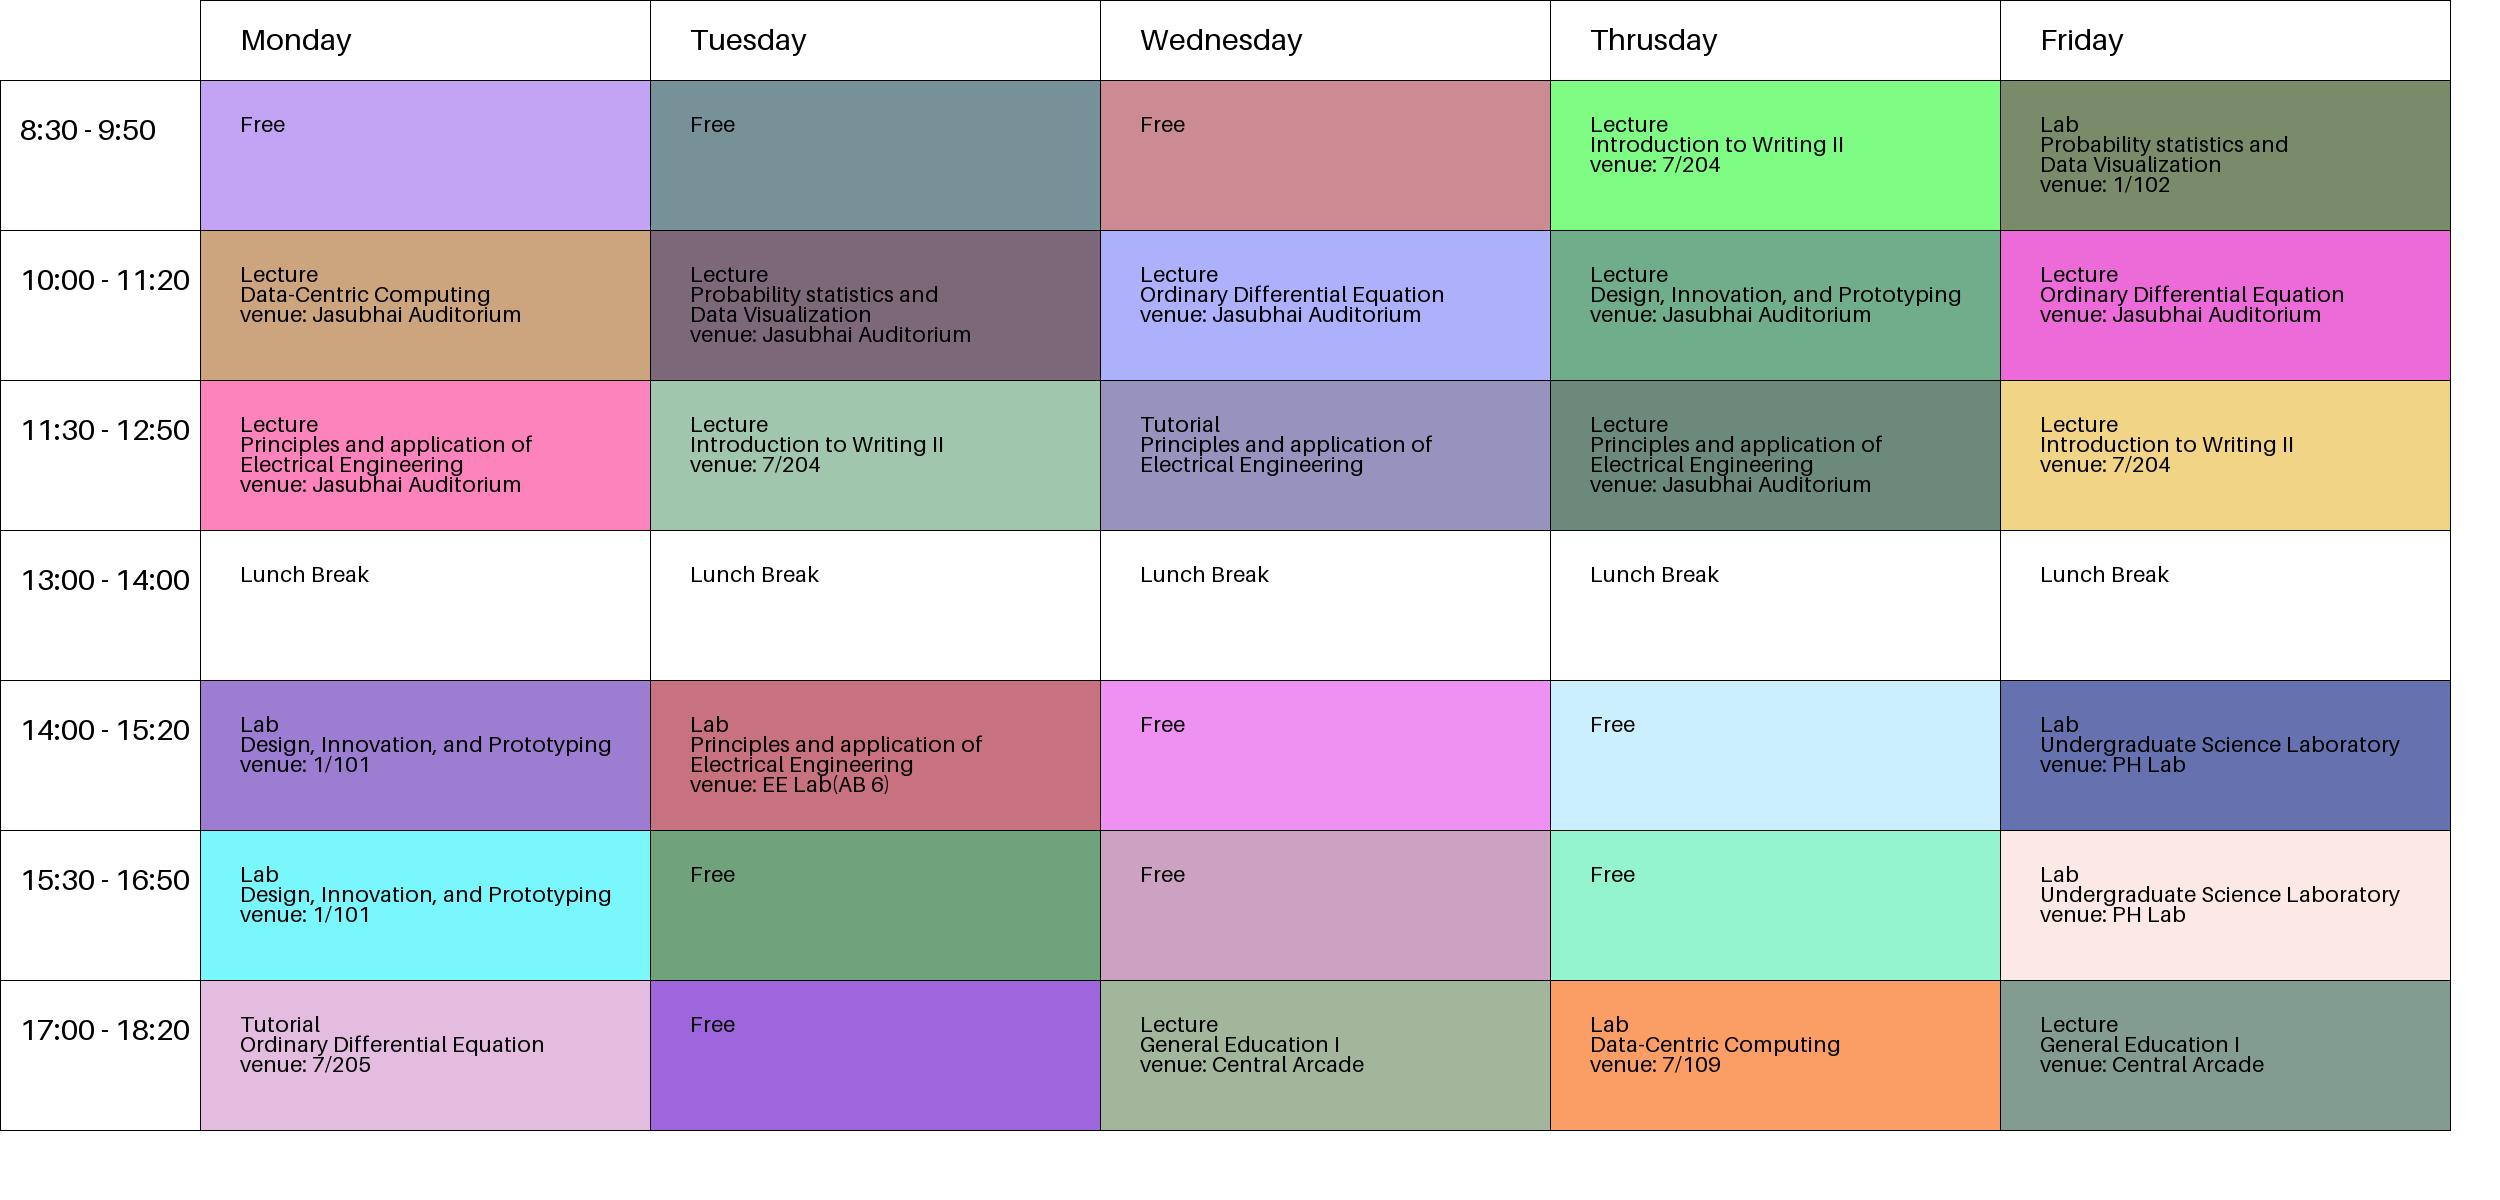 Monday
Tuesday
Wednesday
Thrusday
Friday
8:30 - 9:50
Free
Free
Free
Lecture
Introduction to Writing II
venue: 7/204
Lab
Probability statistics and
Data Visualization
venue: 1/102
10:00 - 11:20
Lecture
Data-Centric Computing
venue: Jasubhai Auditorium
Lecture
Probability statistics and
Data Visualization
venue: Jasubhai Auditorium
Lecture
Ordinary Differential Equation
venue: Jasubhai Auditorium
Lecture
Design, Innovation, and Prototyping
venue: Jasubhai Auditorium
Lecture
Ordinary Differential Equation
venue: Jasubhai Auditorium
11:30 - 12:50
Lecture
Principles and application of
Electrical Engineering
venue: Jasubhai Auditorium
Lecture
Introduction to Writing II
venue: 7/204
Tutorial
Principles and application of
Electrical Engineering
Lecture
Principles and application of
Electrical Engineering
venue: Jasubhai Auditorium
Lecture
Introduction to Writing II
venue: 7/204
13:00 - 14:00
Lunch Break
Lunch Break
Lunch Break
Lunch Break
Lunch Break
14:00 - 15:20
Lab
Design, Innovation, and Prototyping
venue: 1/101
Lab
Principles and application of
Electrical Engineering
venue: EE Lab(AB 6)
Free
Free
Lab
Undergraduate Science Laboratory
venue: PH Lab
15:30 - 16:50
Lab
Design, Innovation, and Prototyping
venue: 1/101
Free
Free
Free
Lab
Undergraduate Science Laboratory
venue: PH Lab
17:00 - 18:20
Tutorial
Ordinary Differential Equation
venue: 7/205
Free
Lecture
General Education I
venue: Central Arcade
Lab
Data-Centric Computing
venue: 7/109
Lecture
General Education I
venue: Central Arcade